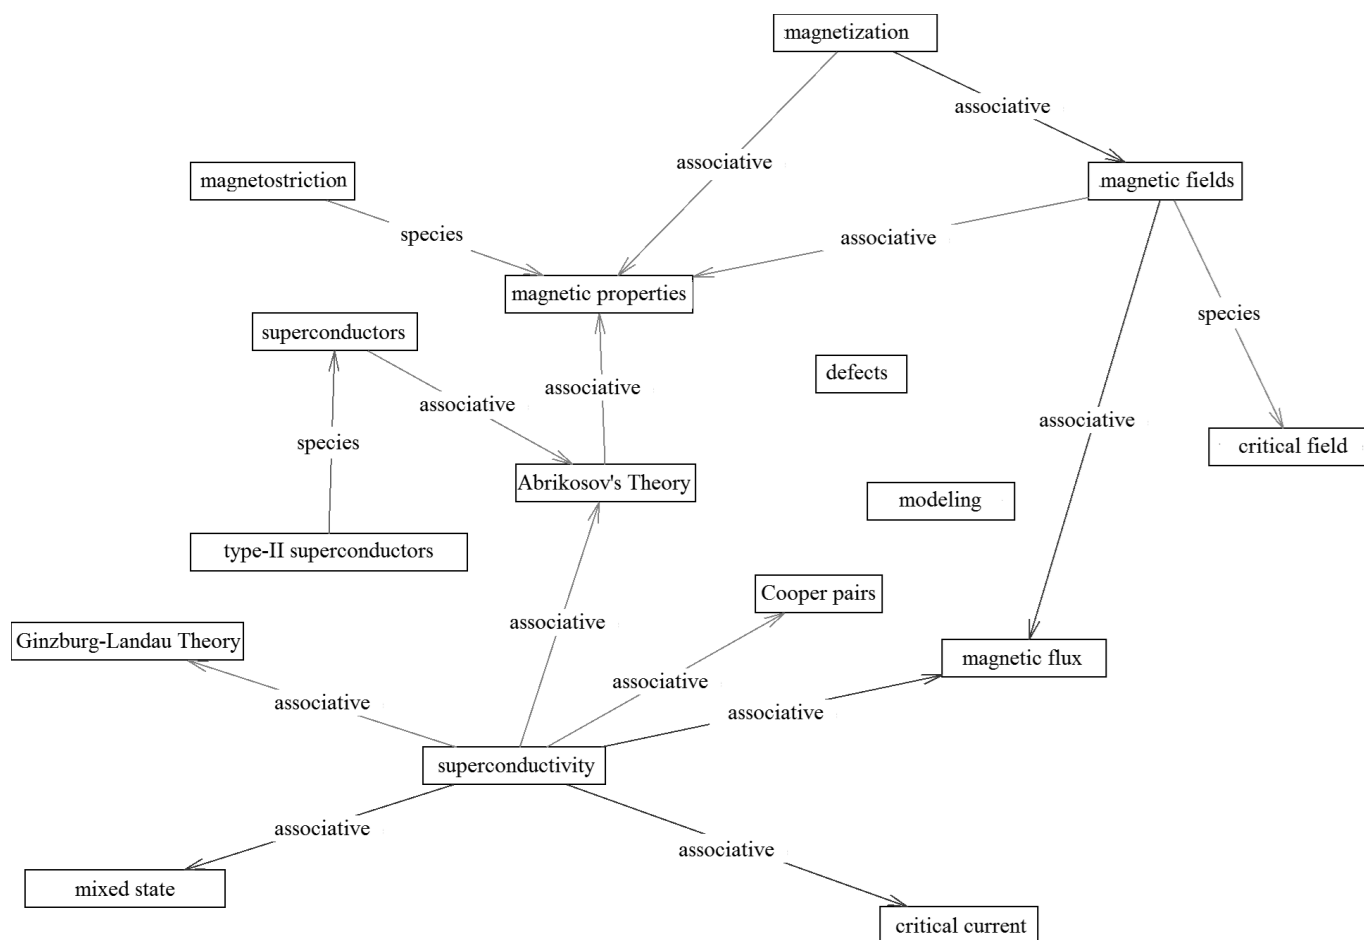 magnetization
associative
associative
magnetostriction
magnetic fields
species
associative
magnetic properties
species
superconductors
defects
associative
associative
associative
species
critical field
Abrikosov's Theory
modeling
type-II superconductors
Cooper pairs
associative
Ginzburg-Landau Theory
magnetic flux
associative
associative
associative
superconductivity
associative
associative
mixed state
critical current